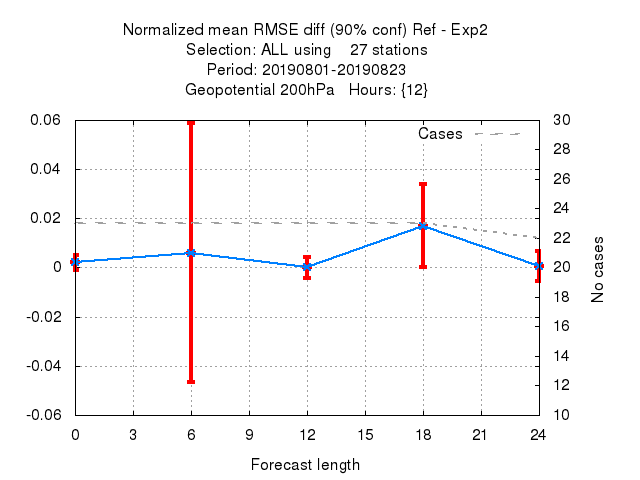 Normalized mean RMSE diff (90% conf) Ref - Exp2
Selection: ALL using    27 stations
Period: 20190801-20190823
Geopotential 200hPa   Hours: {12}
Cases
0.06
0.04
0.02
0
-0.02
-0.04
-0.06
30
28
26
24
22
20
18
16
14
12
10
No cases
0 3 6 9 12 15 18 21 24
Forecast length